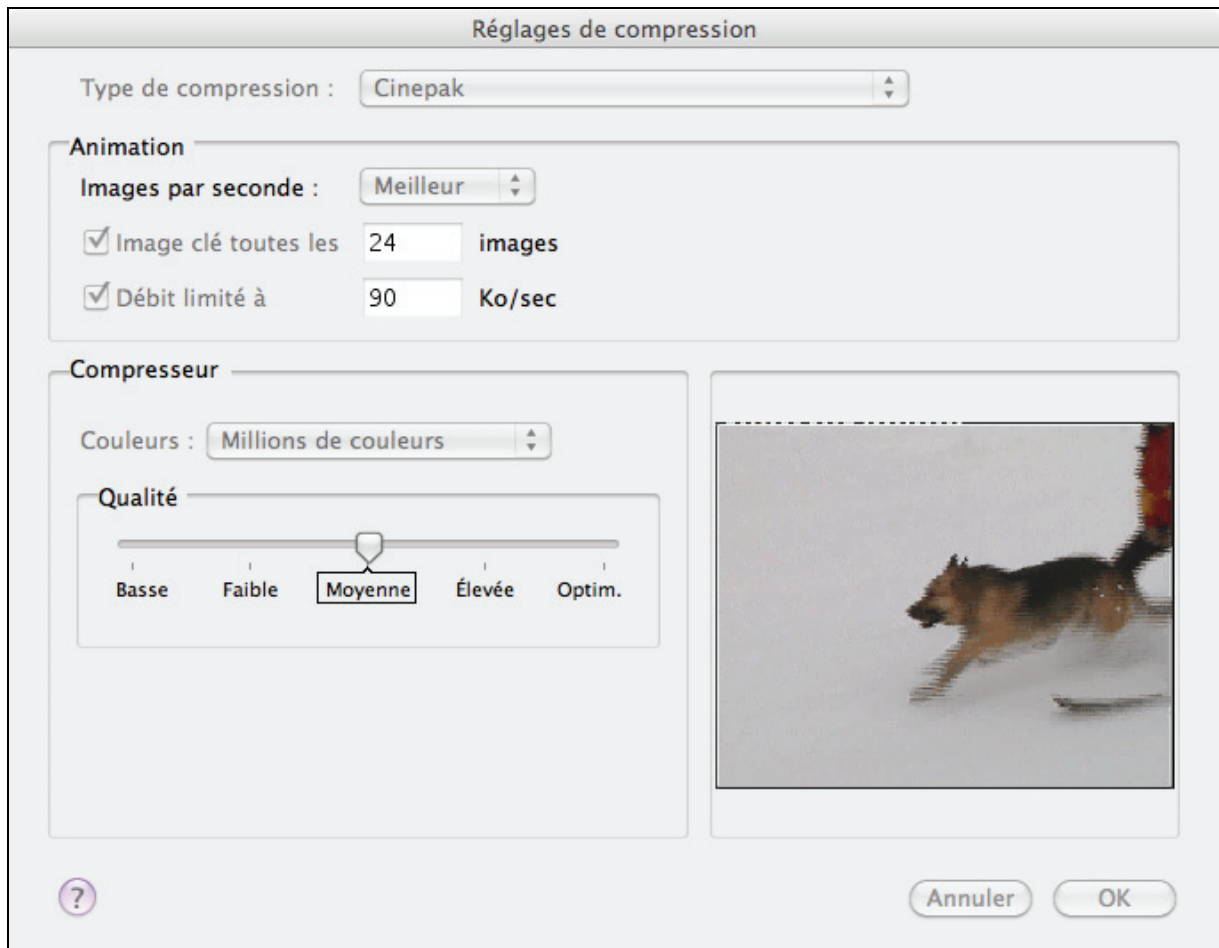 Réglages de compression
Type de compression : Cinepak
Animation
Images par seconde : Meilleur
Image clé toutes les 24 images
Débit limité à 90 Ko/sec
Compresseur
Couleurs : Millions de couleurs
Qualité
Basse Faible Moyenne Élevée Optim.
? Annuler OK